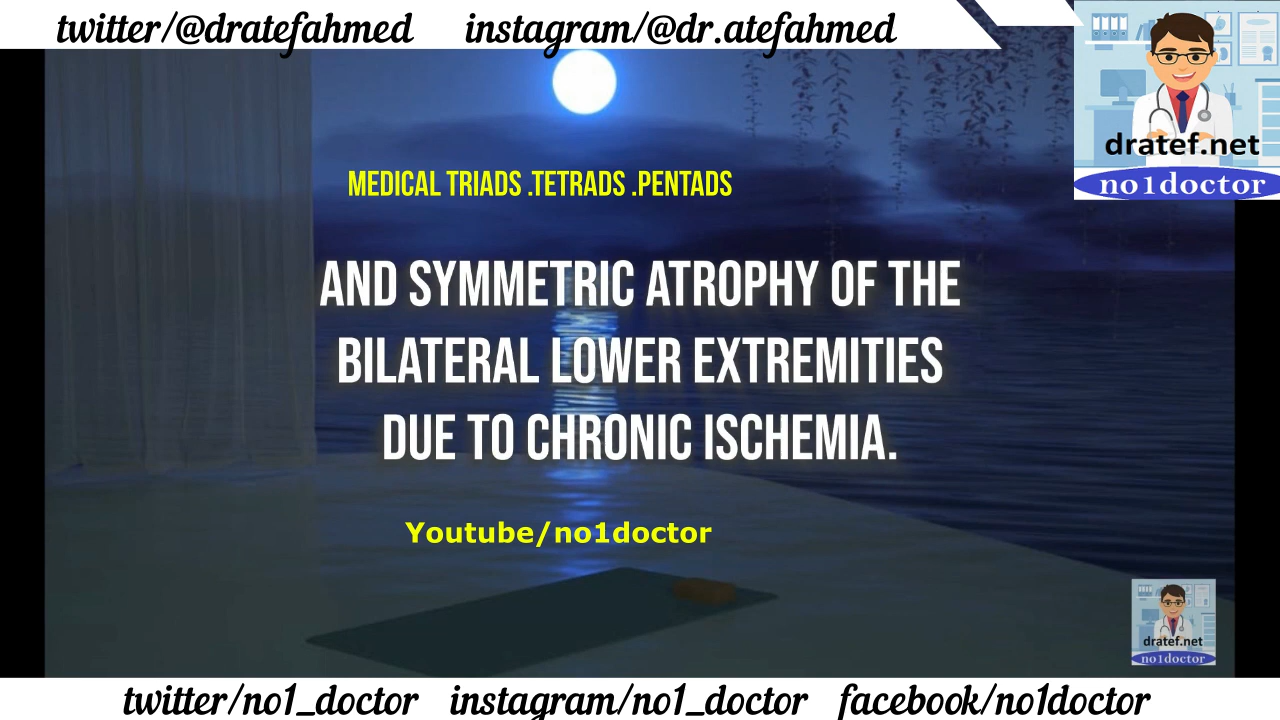 twitter/@dratefahmed instagram/@dr.atefahmed
dratef.net
no1doctor
MEDICAL TRIADS .TETRADS .PENTADS
AND SYMMETRIC ATROPHY OF THE
BILATERAL LOWER EXTREMITIES
DUE TO CHRONIC ISCHEMIA.
Youtube/no1doctor
dratef.net
no1doctor
twitter/no1_doctor instagram/no1_doctor facebook/no1doctor